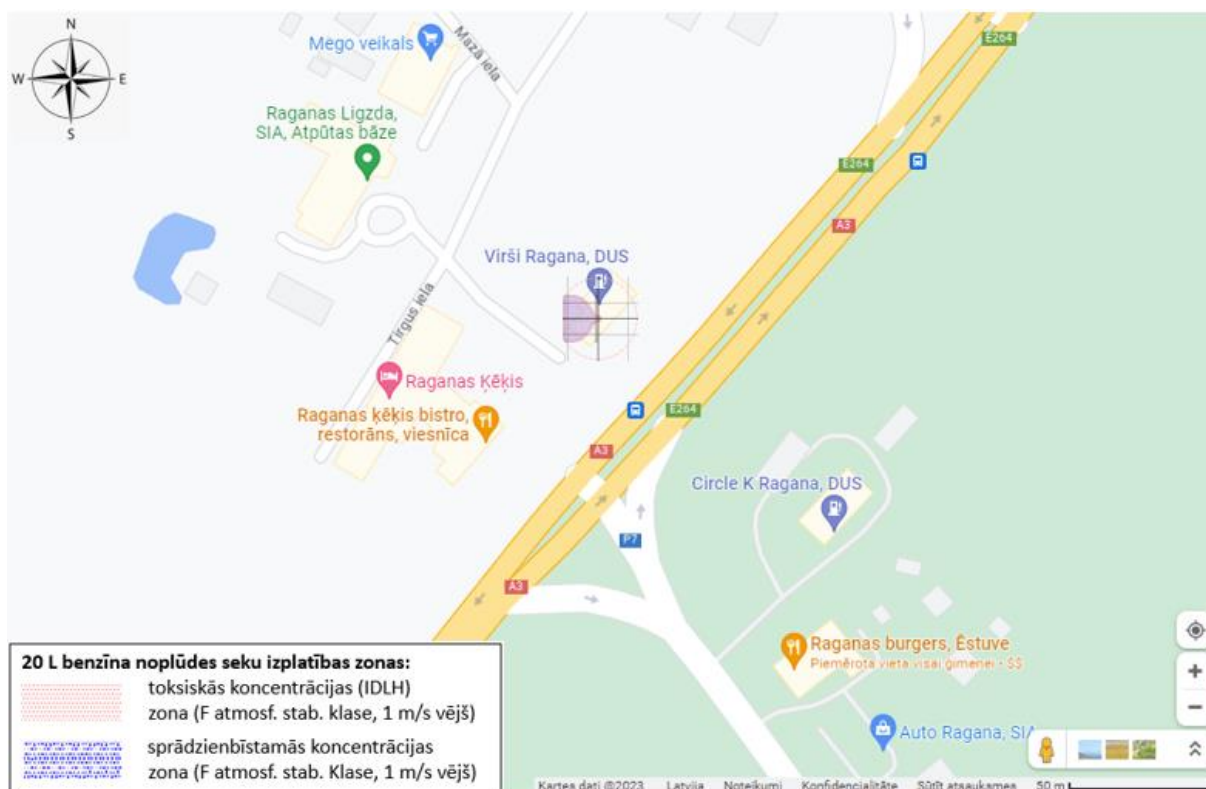 N
W E
S
Mego veikals
Mazā iela
Raganas Ligzda,
SIA, Atpūtas bāze
Virši Ragana, DUS
Tirgus iela
Raganas Ķēķis
Raganas ķēķis bistro,
restorāns, viesnīca
E264
E264
A3
E264
A3
P7
A3
Circle K Ragana, DUS
Raganas burgers, Ēstuve
Piemērota vieta visai ģimenei · $$
Auto Ragana, SIA
20 L benzīna noplūdes seku izplatības zonas:
toksiskās koncentrācijas (IDLH)
zona (F atmosf. stab. klase, 1 m/s vējš)
sprādzienbīstamās koncentrācijas
zona (F atmosf. stab. Klase, 1 m/s vējš)
Kartes dati ©2023 Latvija Noteikumi Konfidencialitāte Sūtīt atsauksmes 50 m